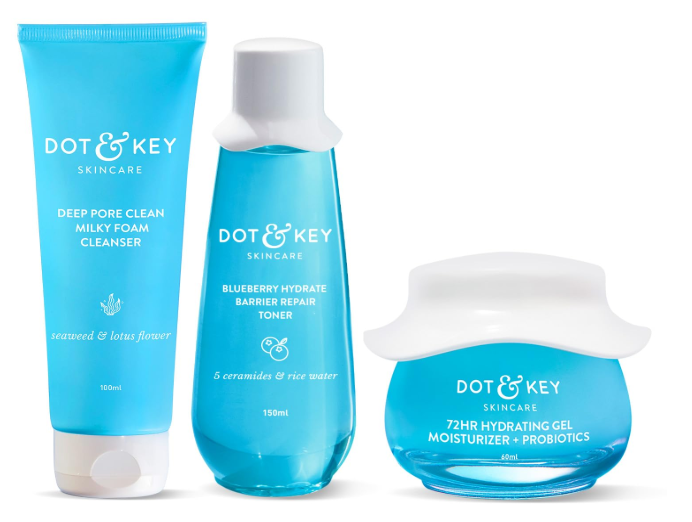 DOT & KEY
SKINCARE
DEEP PORE CLEAN
MILKY FOAM
CLEANSER
seaweed & lotus flower
100ml
DOT & KEY
SKINCARE
BLUEBERRY HYDRATE
BARRIER REPAIR
TONER
5 ceramides & rice water
150ml
DOT & KEY
SKINCARE
72HR HYDRATING GEL
MOISTURIZER + PROBIOTICS
60ml